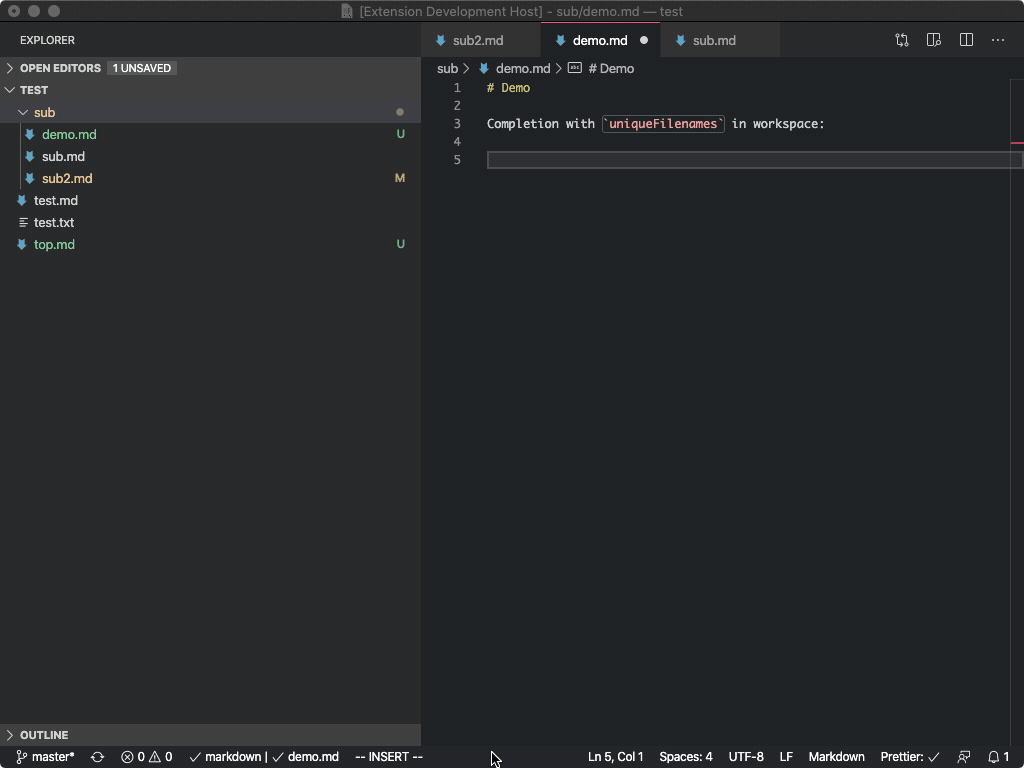 [Extension Development Host] - sub/demo.md — test
EXPLORER
OPEN EDITORS 1 UNSAVED
TEST
sub
demo.md U
sub.md
sub2.md M
test.md
test.txt
top.md U
OUTLINE
sub2.md demo.md sub.md
sub demo.md abc # Demo
1 # Demo
2
3 Completion with `uniqueFilenames` in workspace:
4
5
master* 0 0 markdown | demo.md -- INSERT -- Ln 5, Col 1 Spaces: 4 UTF-8 LF Markdown Prettier: 1